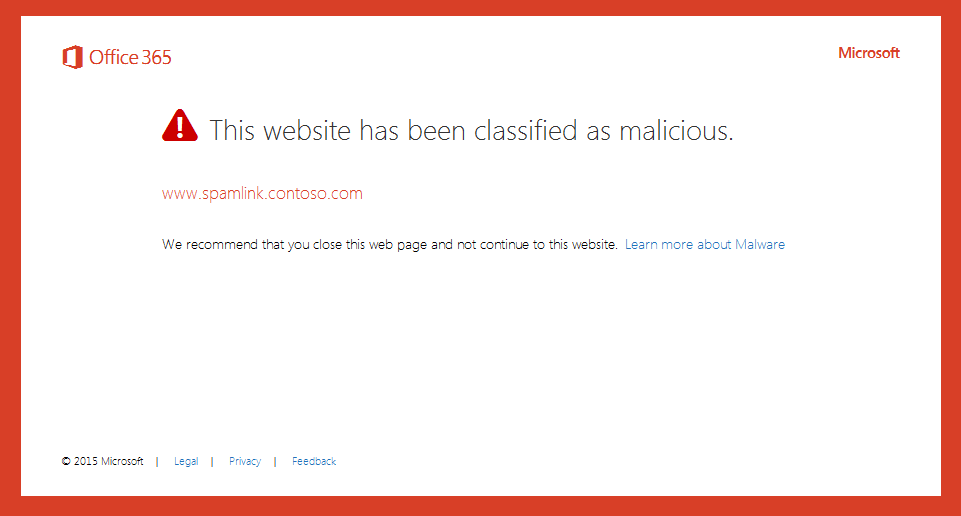 Office 365
Microsoft
This website has been classified as malicious.
www.spamlink.contoso.com
We recommend that you close this web page and not continue to this website. Learn more about Malware
© 2015 Microsoft | Legal | Privacy | Feedback